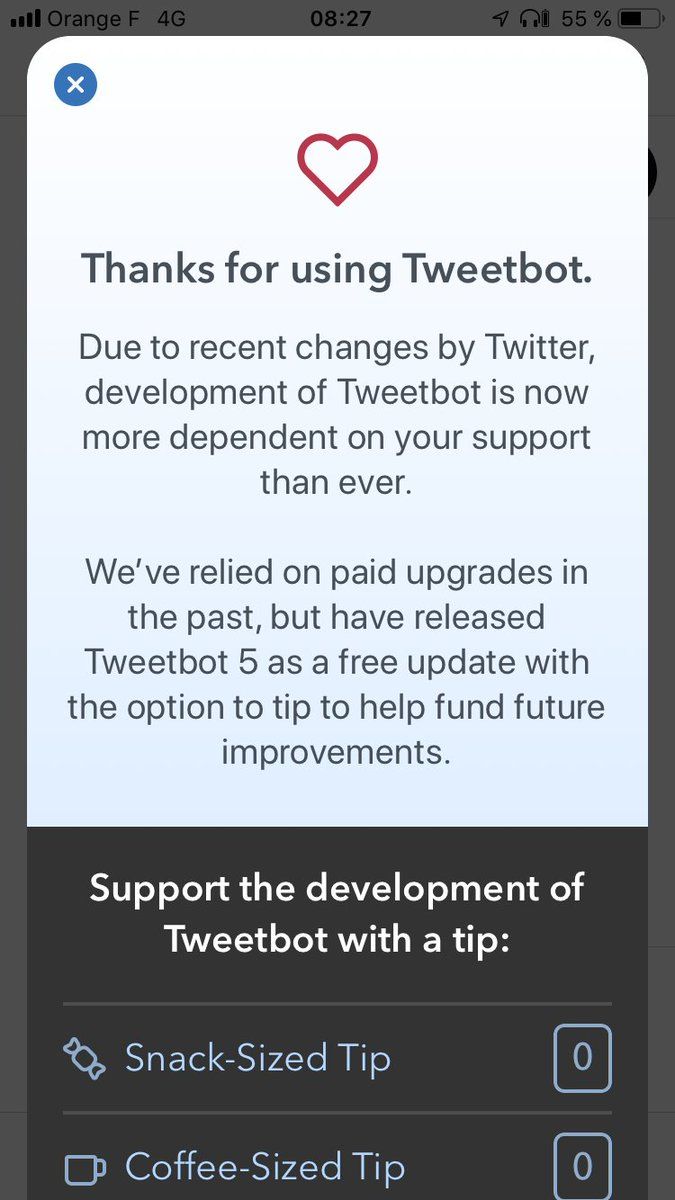 Orange F 4G 08:27 55 %
Thanks for using Tweetbot.
Due to recent changes by Twitter,
development of Tweetbot is now
more dependent on your support
than ever.
We’ve relied on paid upgrades in
the past, but have released
Tweetbot 5 as a free update with
the option to tip to help fund future
improvements.
Support the development of
Tweetbot with a tip:
Snack-Sized Tip 0
Coffee-Sized Tip 0